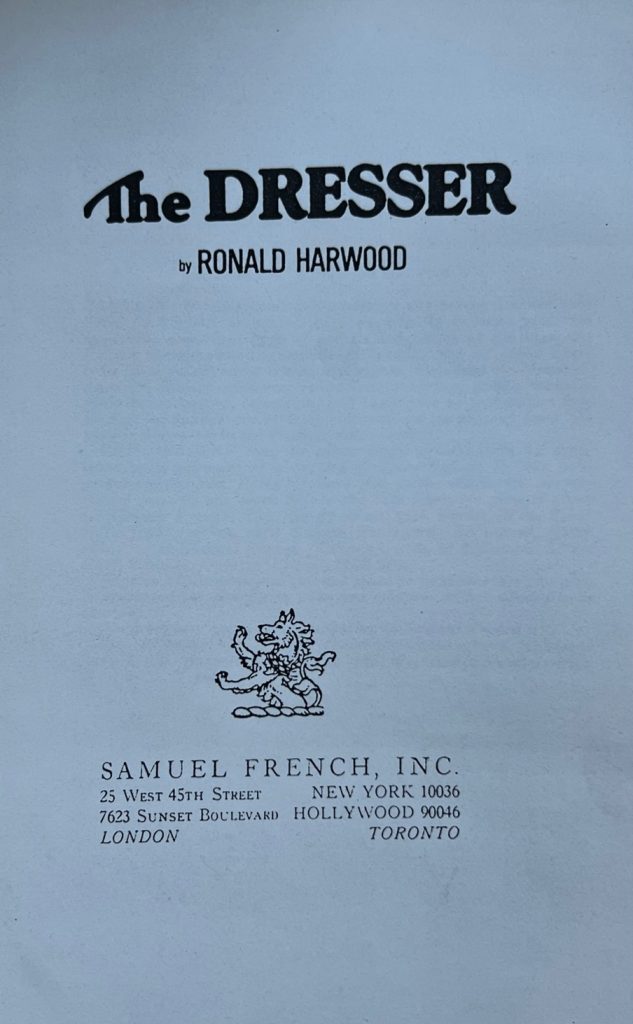 The DRESSER
by RONALD HARWOOD
SAMUEL FRENCH, INC.
25 WEST 45TH STREET NEW YORK 10036
7623 SUNSET BOULEVARD HOLLYWOOD 90046
LONDON TORONTO